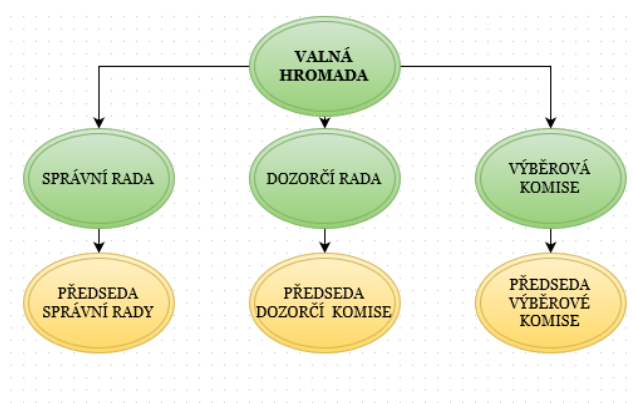 VALNÁ
HROMADA
SPRÁVNÍ RADA
DOZORČÍ RADA
VÝBĚROVÁ
KOMISE
PŘEDSEDA
SPRÁVNÍ RADY
PŘEDSEDA
DOZORČÍ KOMISE
PŘEDSEDA
VÝBĚROVÉ
KOMISE